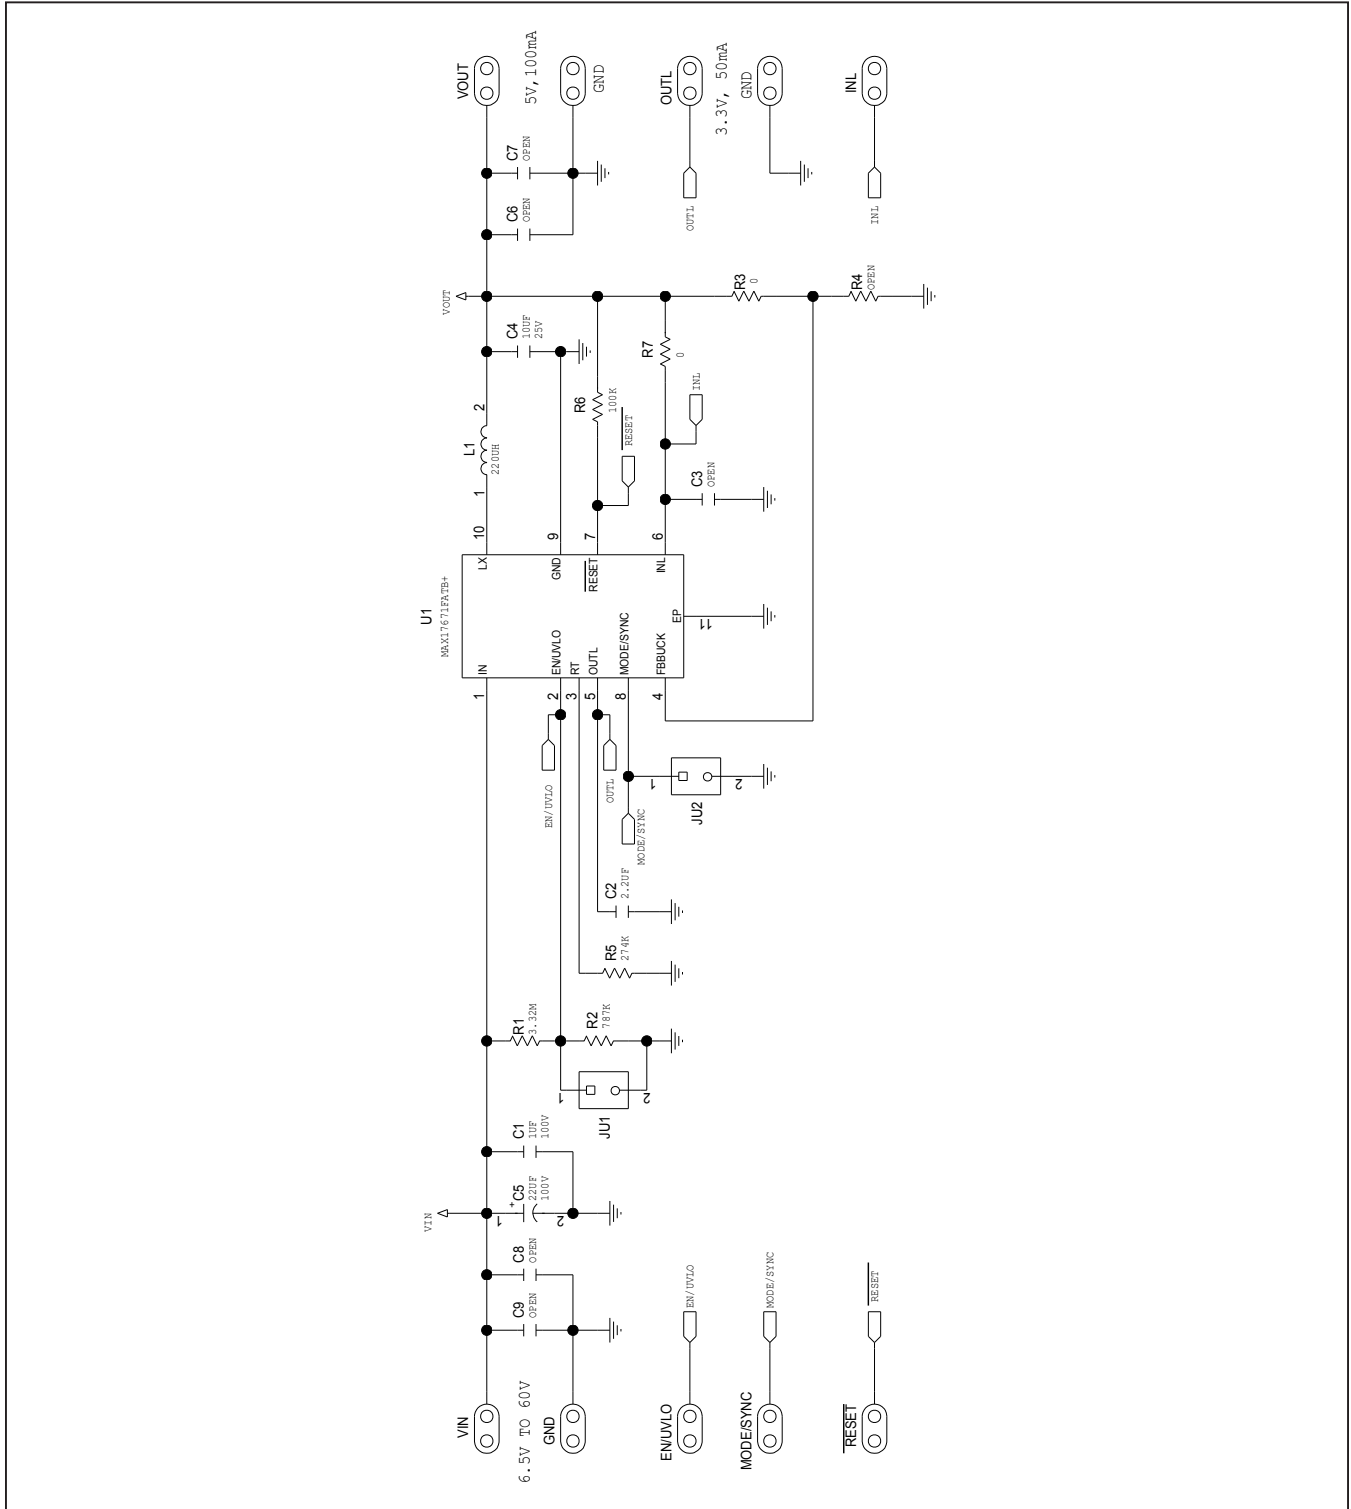 VIN
6.5V TO 60V
GND
EN/UVLO
EN/UVLO
MODE/SYNC
MODE/SYNC
RESET
RESET
C9
OPEN
C8
OPEN
VIN
1
+
C5
22UF
100V
2
C1
1UF
100V
R1
3.32M
1
JU1
2
R2
787K
R5
274K
C2
2.2UF
EN/UVLO
OUTL
MODE/SYNC
1
JU2
2
U1
MAX17671FATB+
1
IN
2
EN/UVLO
3
RT
5
OUTL
8
MODE/SYNC
4
FBBUCK
LX
10
GND
9
RESET
7
INL
6
EP
11
1
L1
220UH
2
C4
10UF
25V
R6
100K
RESET
R7
0
INL
C3
OPEN
VOUT
R3
0
R4
OPEN
C6
OPEN
C7
OPEN
VOUT
5V,100mA
GND
OUTL
OUTL
3.3V, 50mA
GND
INL
INL